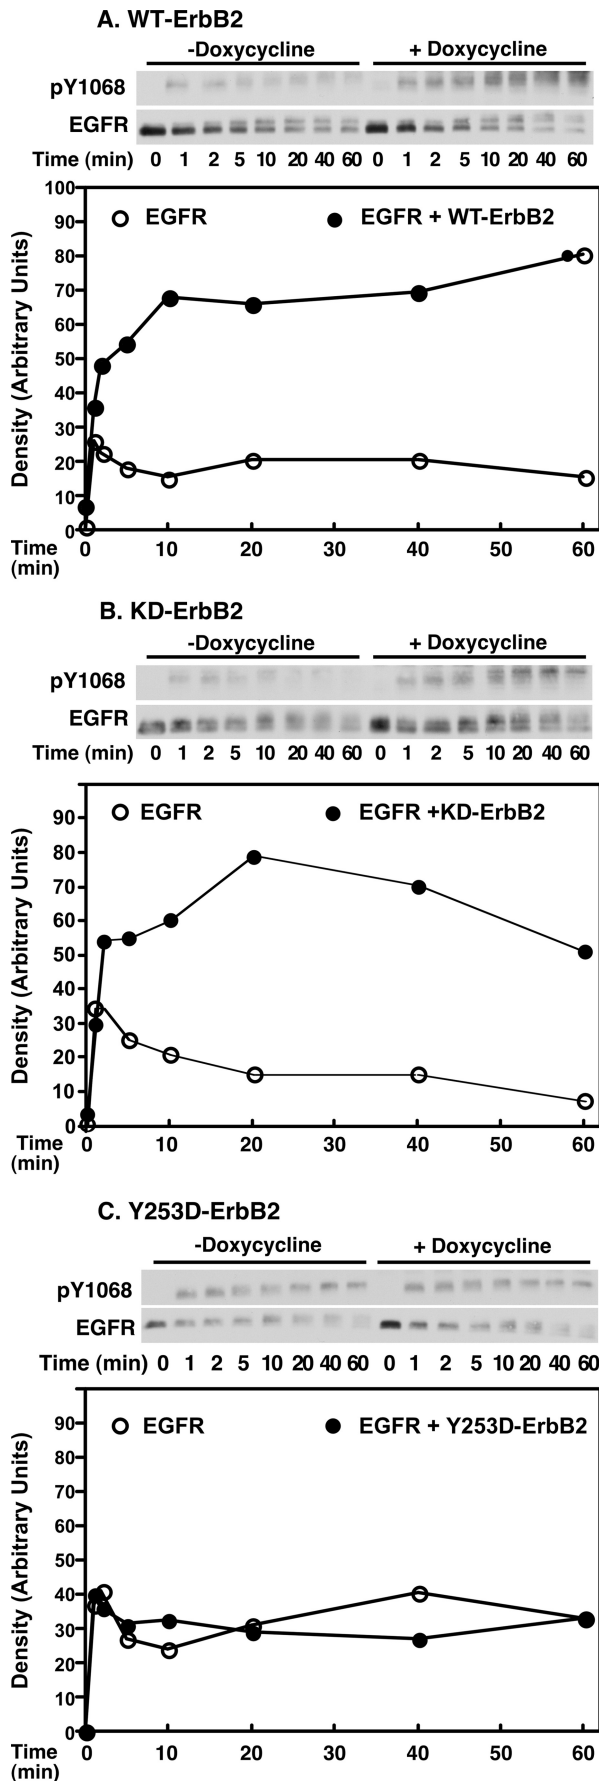 A. WT-ErbB2
-Doxycycline + Doxycycline
pY1068
EGFR
Time (min) 0 1 2 5 10 20 40 60 0 1 2 5 10 20 40 60
100
EGFR EGFR + WT-ErbB2
90
80
70
60
50
40
30
20
10
0
Density (Arbitrary Units)
Time 0 10 20 30 40 50 60
(min)
B. KD-ErbB2
-Doxycycline + Doxycycline
pY1068
EGFR
Time (min) 0 1 2 5 10 20 40 60 0 1 2 5 10 20 40 60
EGFR EGFR +KD-ErbB2
90
80
70
60
50
40
30
20
10
0
Density (Arbitrary Units)
Time 0 10 20 30 40 50 60
(min)
C. Y253D-ErbB2
-Doxycycline + Doxycycline
pY1068
EGFR
Time (min) 0 1 2 5 10 20 40 60 0 1 2 5 10 20 40 60
EGFR EGFR + Y253D-ErbB2
90
80
70
60
50
40
30
20
10
0
Density (Arbitrary Units)
Time 0 10 20 30 40 50 60
(min)